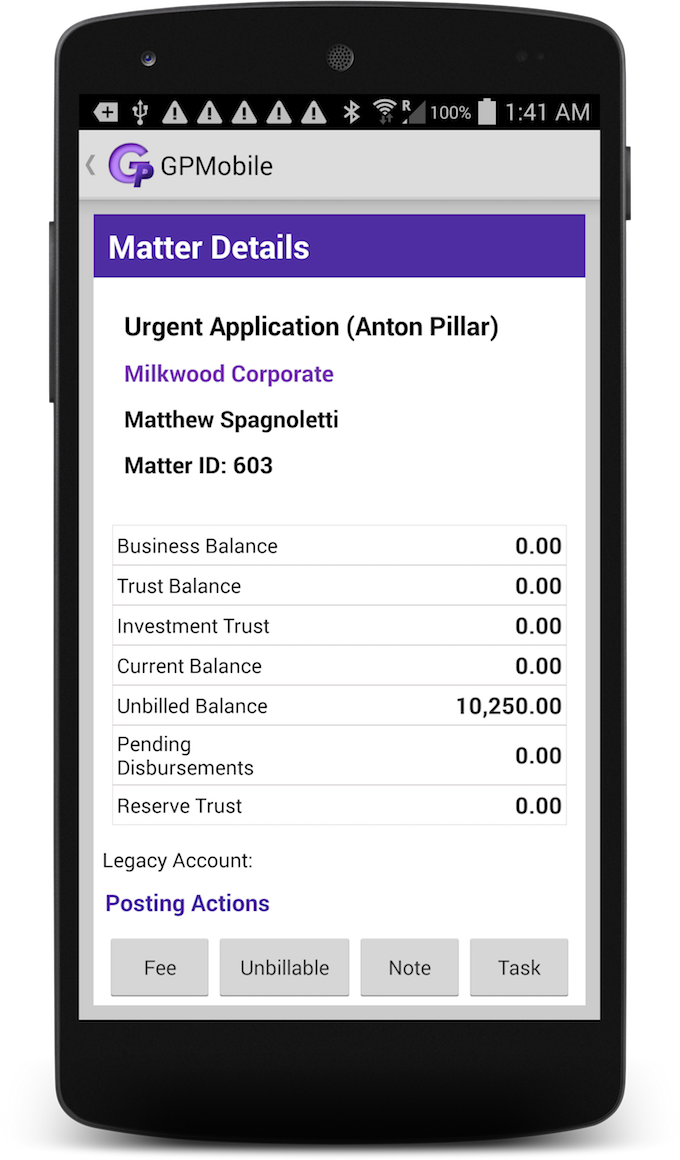 R 100% 1:41 AM
GP GPMobile
Matter Details
Urgent Application (Anton Pillar)
Milkwood Corporate
Matthew Spagnoletti
Matter ID: 603
Business Balance 0.00
Trust Balance 0.00
Investment Trust 0.00
Current Balance 0.00
Unbilled Balance 10,250.00
Pending
Disbursements 0.00
Reserve Trust 0.00
Legacy Account:
Posting Actions
Fee Unbillable Note Task